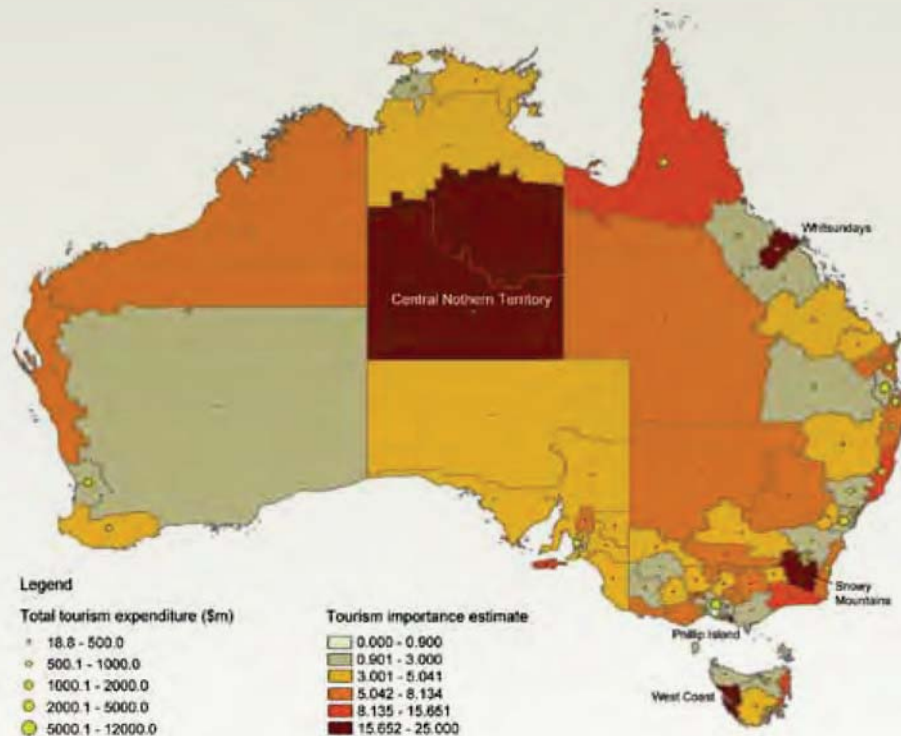 Whitsundays
Central Nothern Territory
Snowy
Mountains
Phillip Island
West Coast
Legend
Total tourism expenditure ($m)
18.8 - 500.0
500.1 - 1000.0
1000.1 - 2000.0
2000.1 - 5000.0
5000.1 - 12000.0
Tourism importance estimate
0.000 - 0.900
0.901 - 3.000
3.001 - 5.041
5.042 - 8.134
8.135 - 15.651
15.652 - 25.000